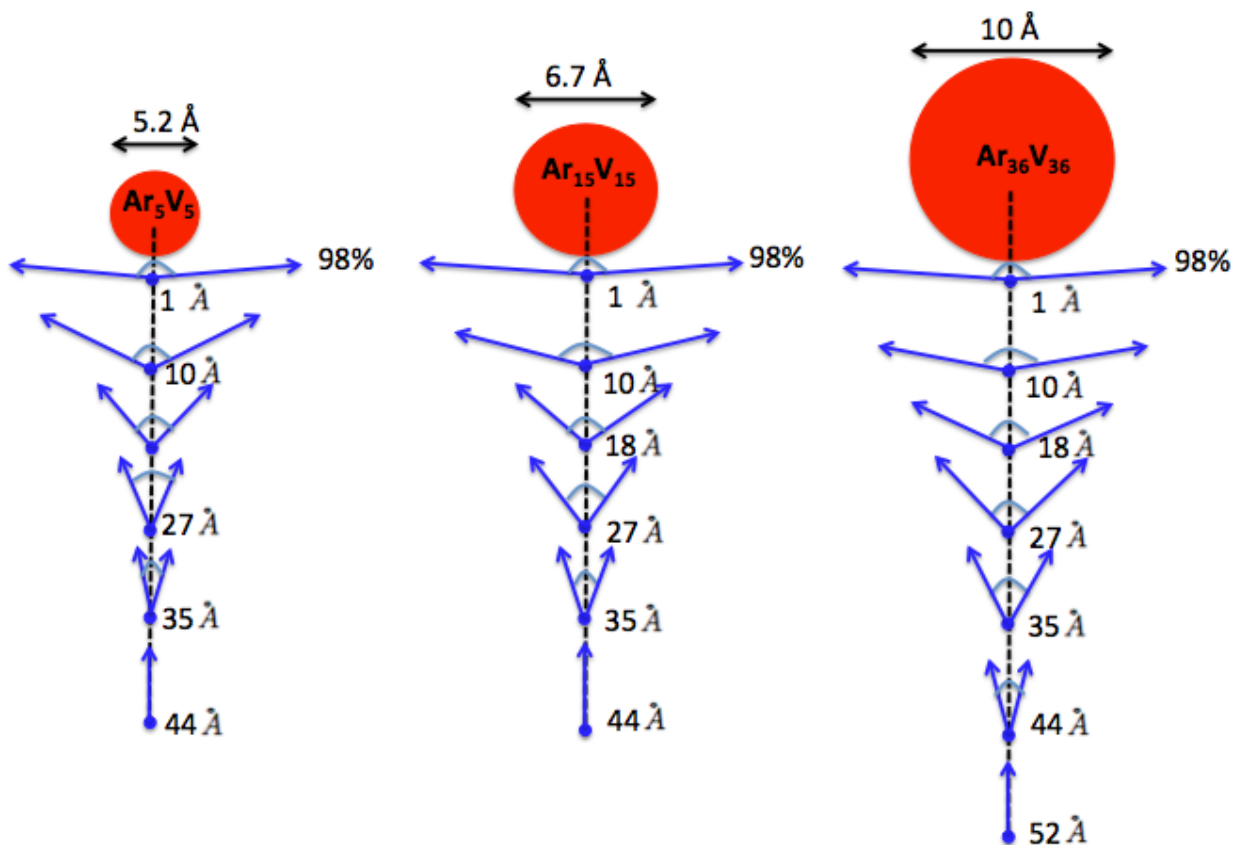 5.2 Å
Ar5V5
98%
1 Å
10 Å
27 Å
35 Å
44 Å
6.7 Å
Ar15V15
98%
1 Å
10 Å
18 Å
27 Å
35 Å
44 Å
10 Å
Ar36V36
98%
1 Å
10 Å
18 Å
27 Å
35 Å
44 Å
52 Å